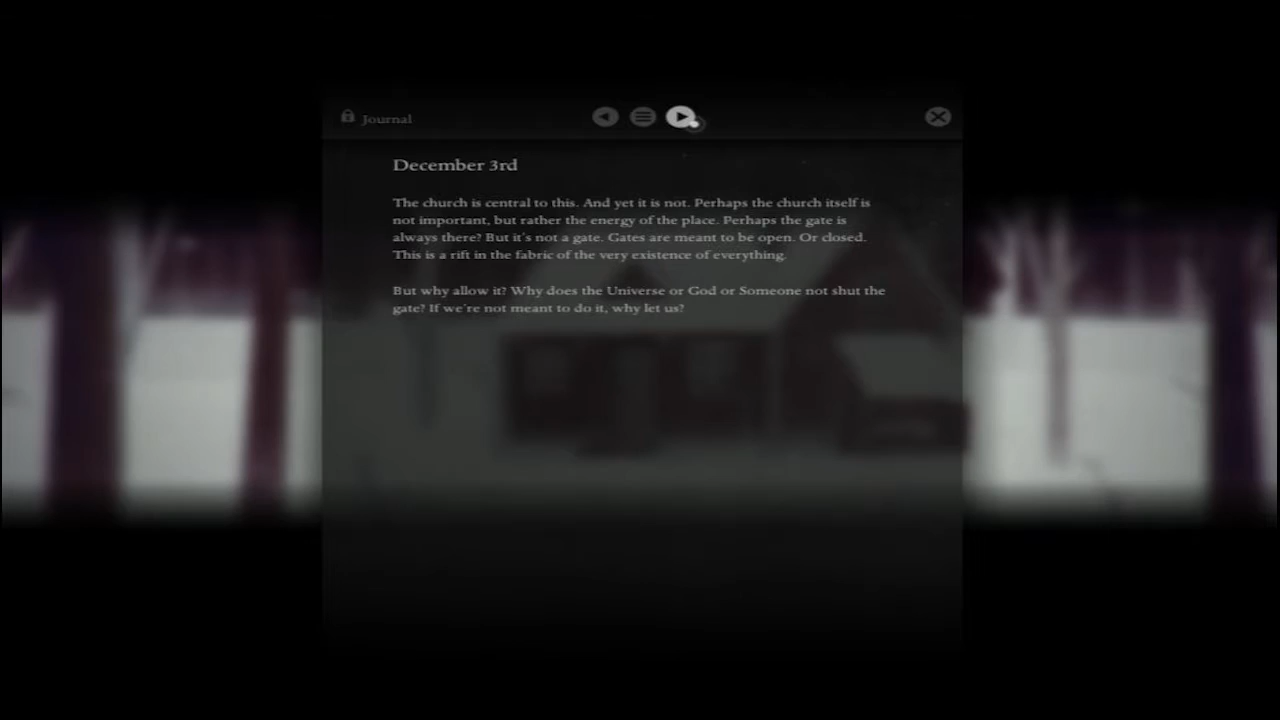 Journal
December 3rd
The church is central to this. And yet it is not. Perhaps the church itself is
not important, but rather the energy of the place. Perhaps the gate is
always there? But it's not a gate. Gates are meant to be open. Or closed.
This is a rift in the fabric of the very existence of everything.
But why allow it? Why does the Universe or God or Someone not shut the
gate? If we're not meant to do it, why let us?